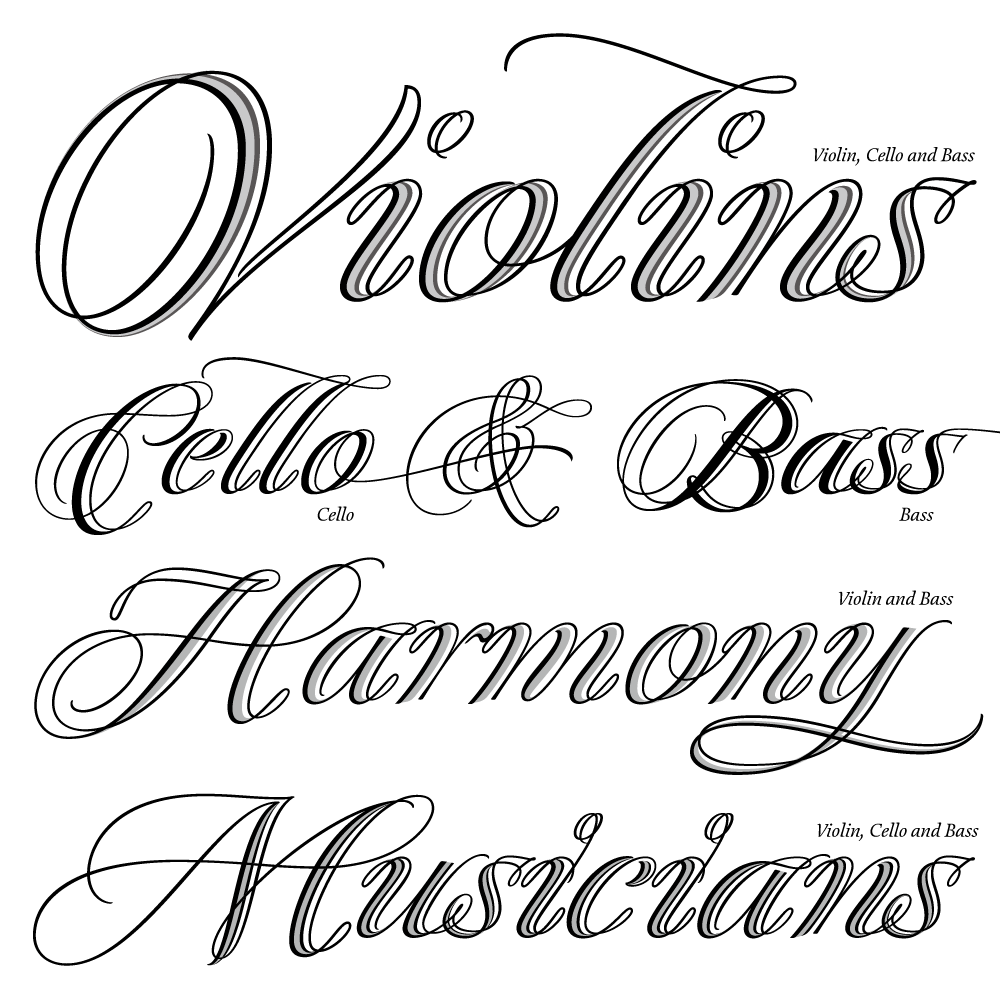 Violins
Violin, Cello and Bass
Cello & Bass
Cello
Bass
Violin and Bass
Harmony
Violin, Cello and Bass
Musicians